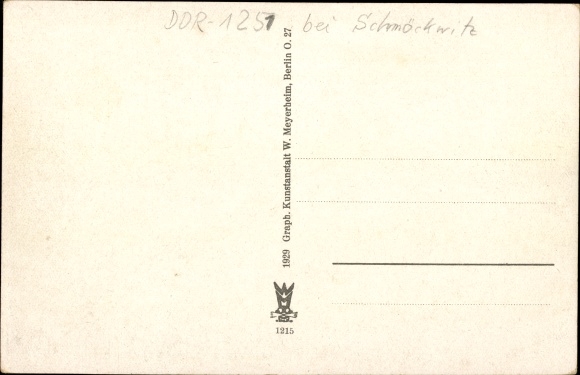 DDR-1251 bei Schmöckwitz
1929 Graph. Kunstanstalt W. Meyerheim, Berlin O. 27
1215